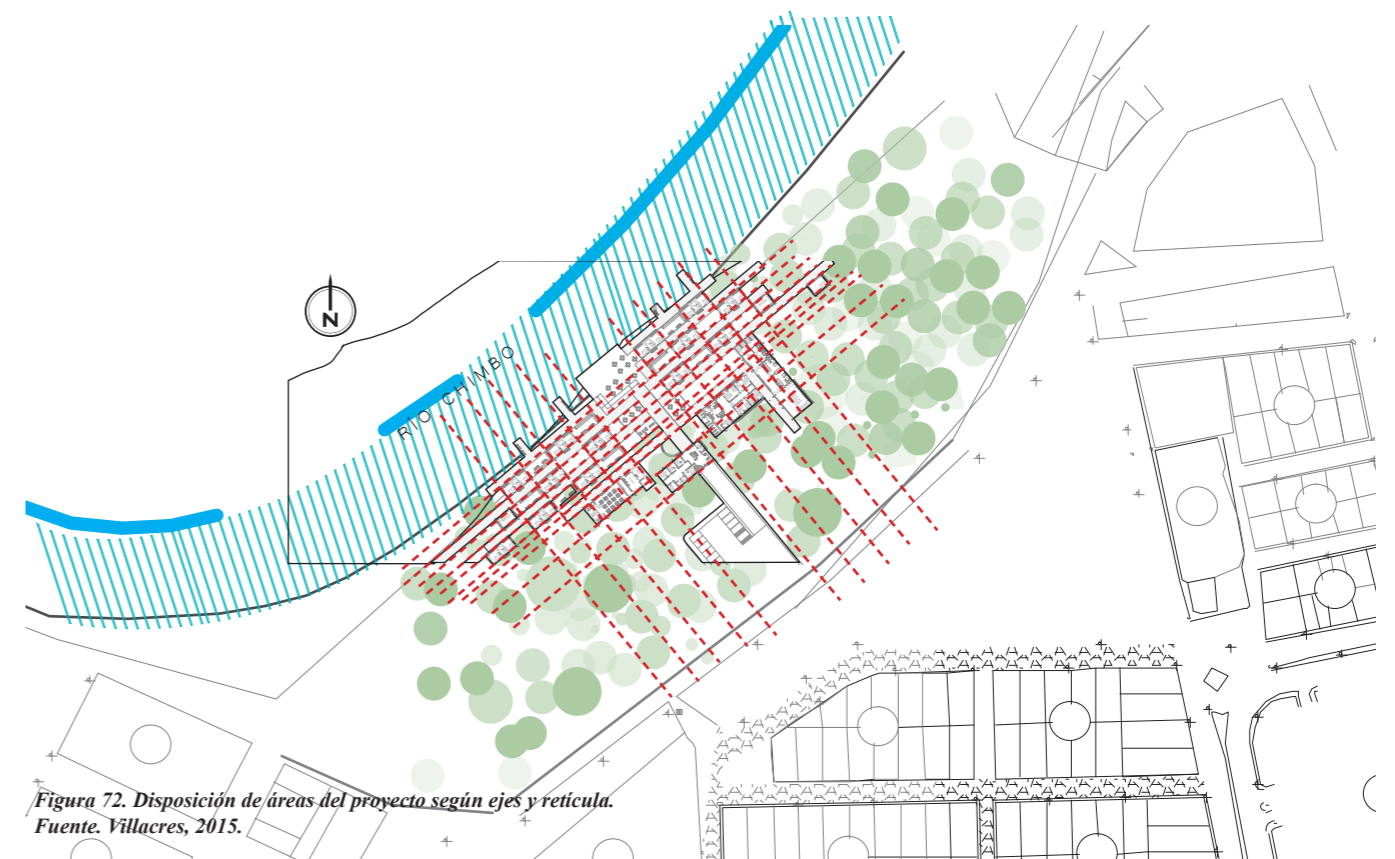 N
RIO CHIMBO
Figura 72. Disposición de áreas del proyecto según ejes y retícula.
Fuente. Villacres, 2015.